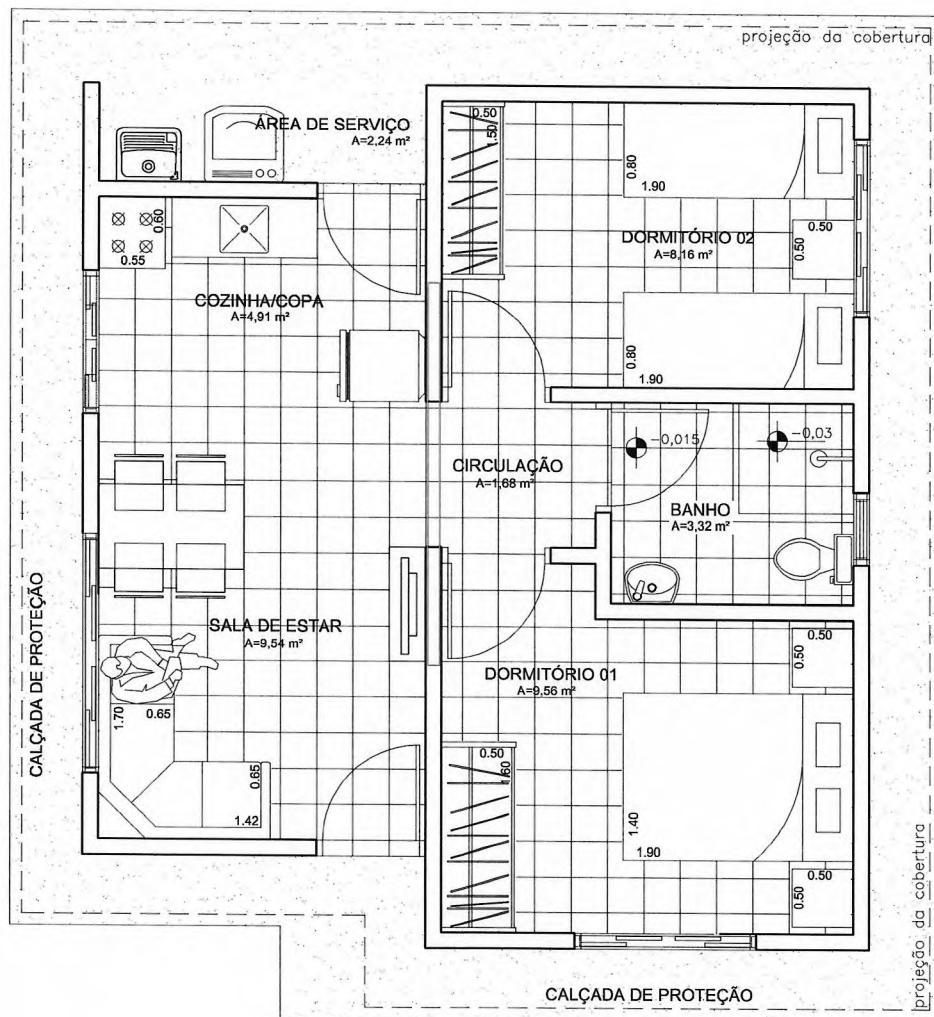 projeção da cobertura
ÁREA DE SERVIÇO
A=2,24 m²
0.50
1.50
0.80
1.90
DORMITÓRIO 02
A=8,16 m²
0.50
0.50
0.60
0.55
COZINHA/COPA
A=4,91 m²
0.80
1.90
-0,015
-0,03
CIRCULAÇÃO
A=1,68 m²
BANHO
A=3,32 m²
CALÇADA DE PROTEÇÃO
SALA DE ESTAR
A=9,54 m²
0.50
0.50
DORMITÓRIO 01
A=9,56 m²
1.70
0.65
0.50
1.60
0.65
1.42
1.40
1.90
0.50
0.50
projeção da cobertura
CALÇADA DE PROTEÇÃO